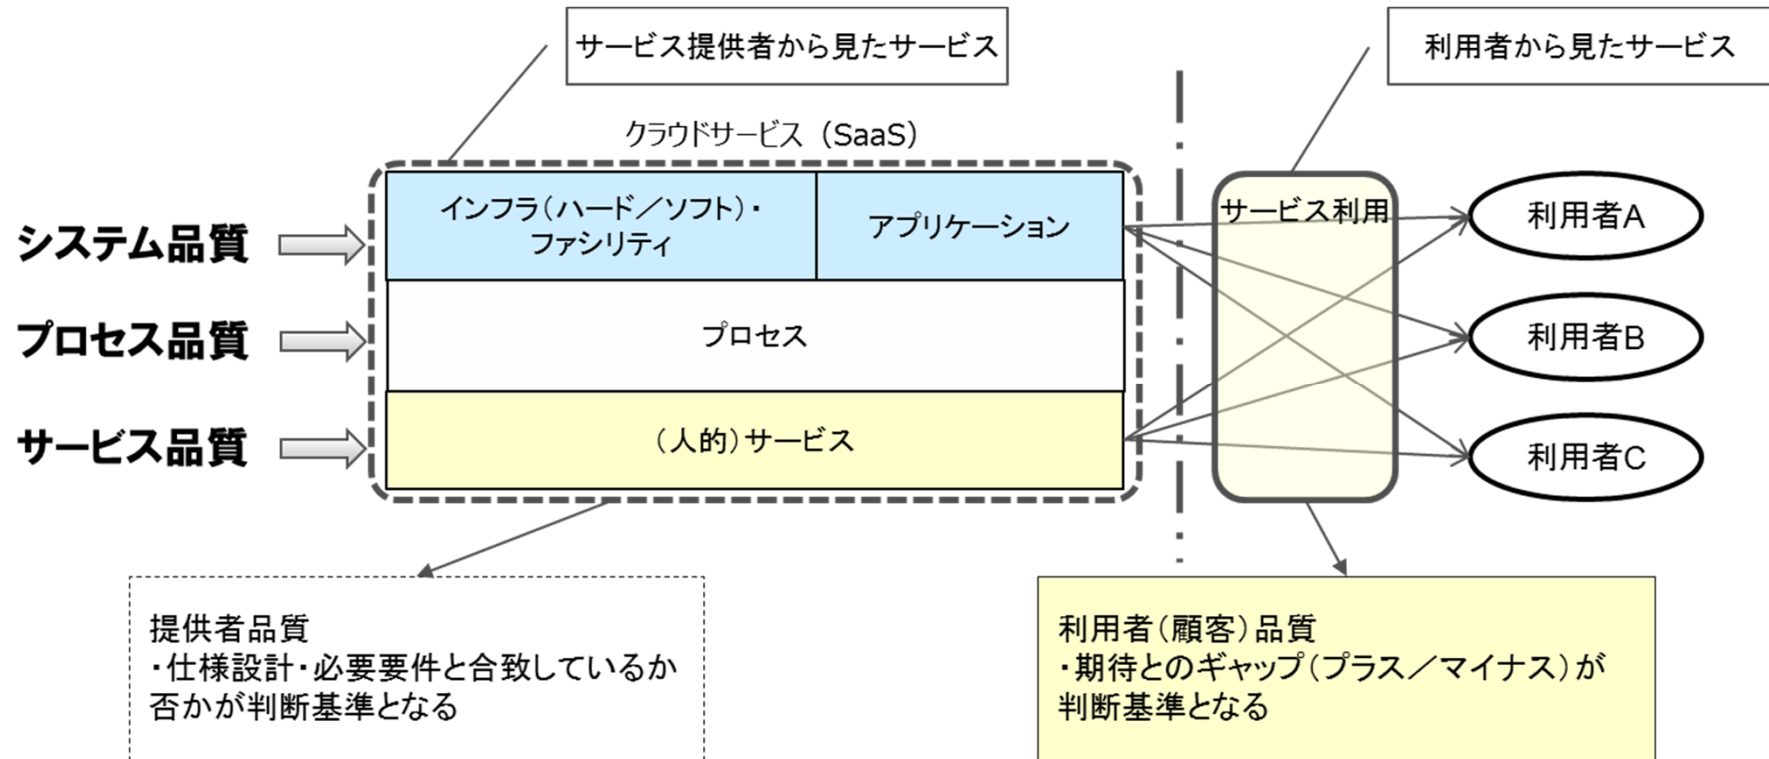 サービス提供者から見たサービス
利用者から見たサービス
クラウドサービス（SaaS）
システム品質
インフラ（ハード／ソフト）・
ファシリティ
アプリケーション
サービス利用
利用者A
プロセス品質
プロセス
利用者B
サービス品質
（人的）サービス
利用者C
提供者品質
・仕様設計・必要要件と合致しているか
否かが判断基準となる
利用者（顧客）品質
・期待とのギャップ（プラス／マイナス）が
判断基準となる